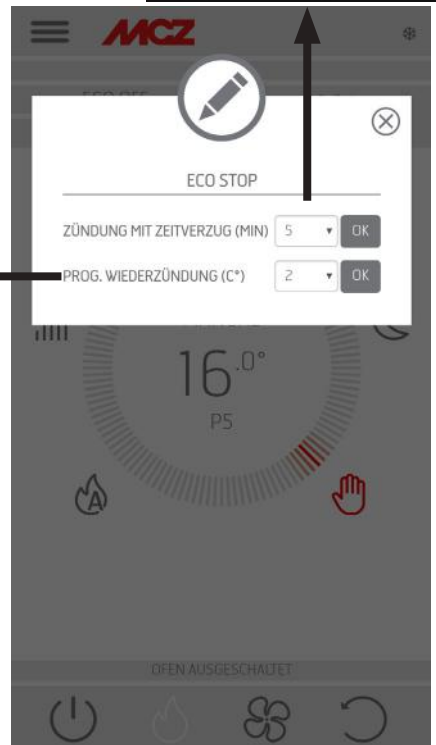 MCZ
ECO STOP
ZÜNDUNG MIT ZEITVERZUG (MIN) 5 OK
PROG. WIEDERZÜNDUNG (C°) 2 OK
16.0°
P5
A
OFEN AUSGESCHALTET